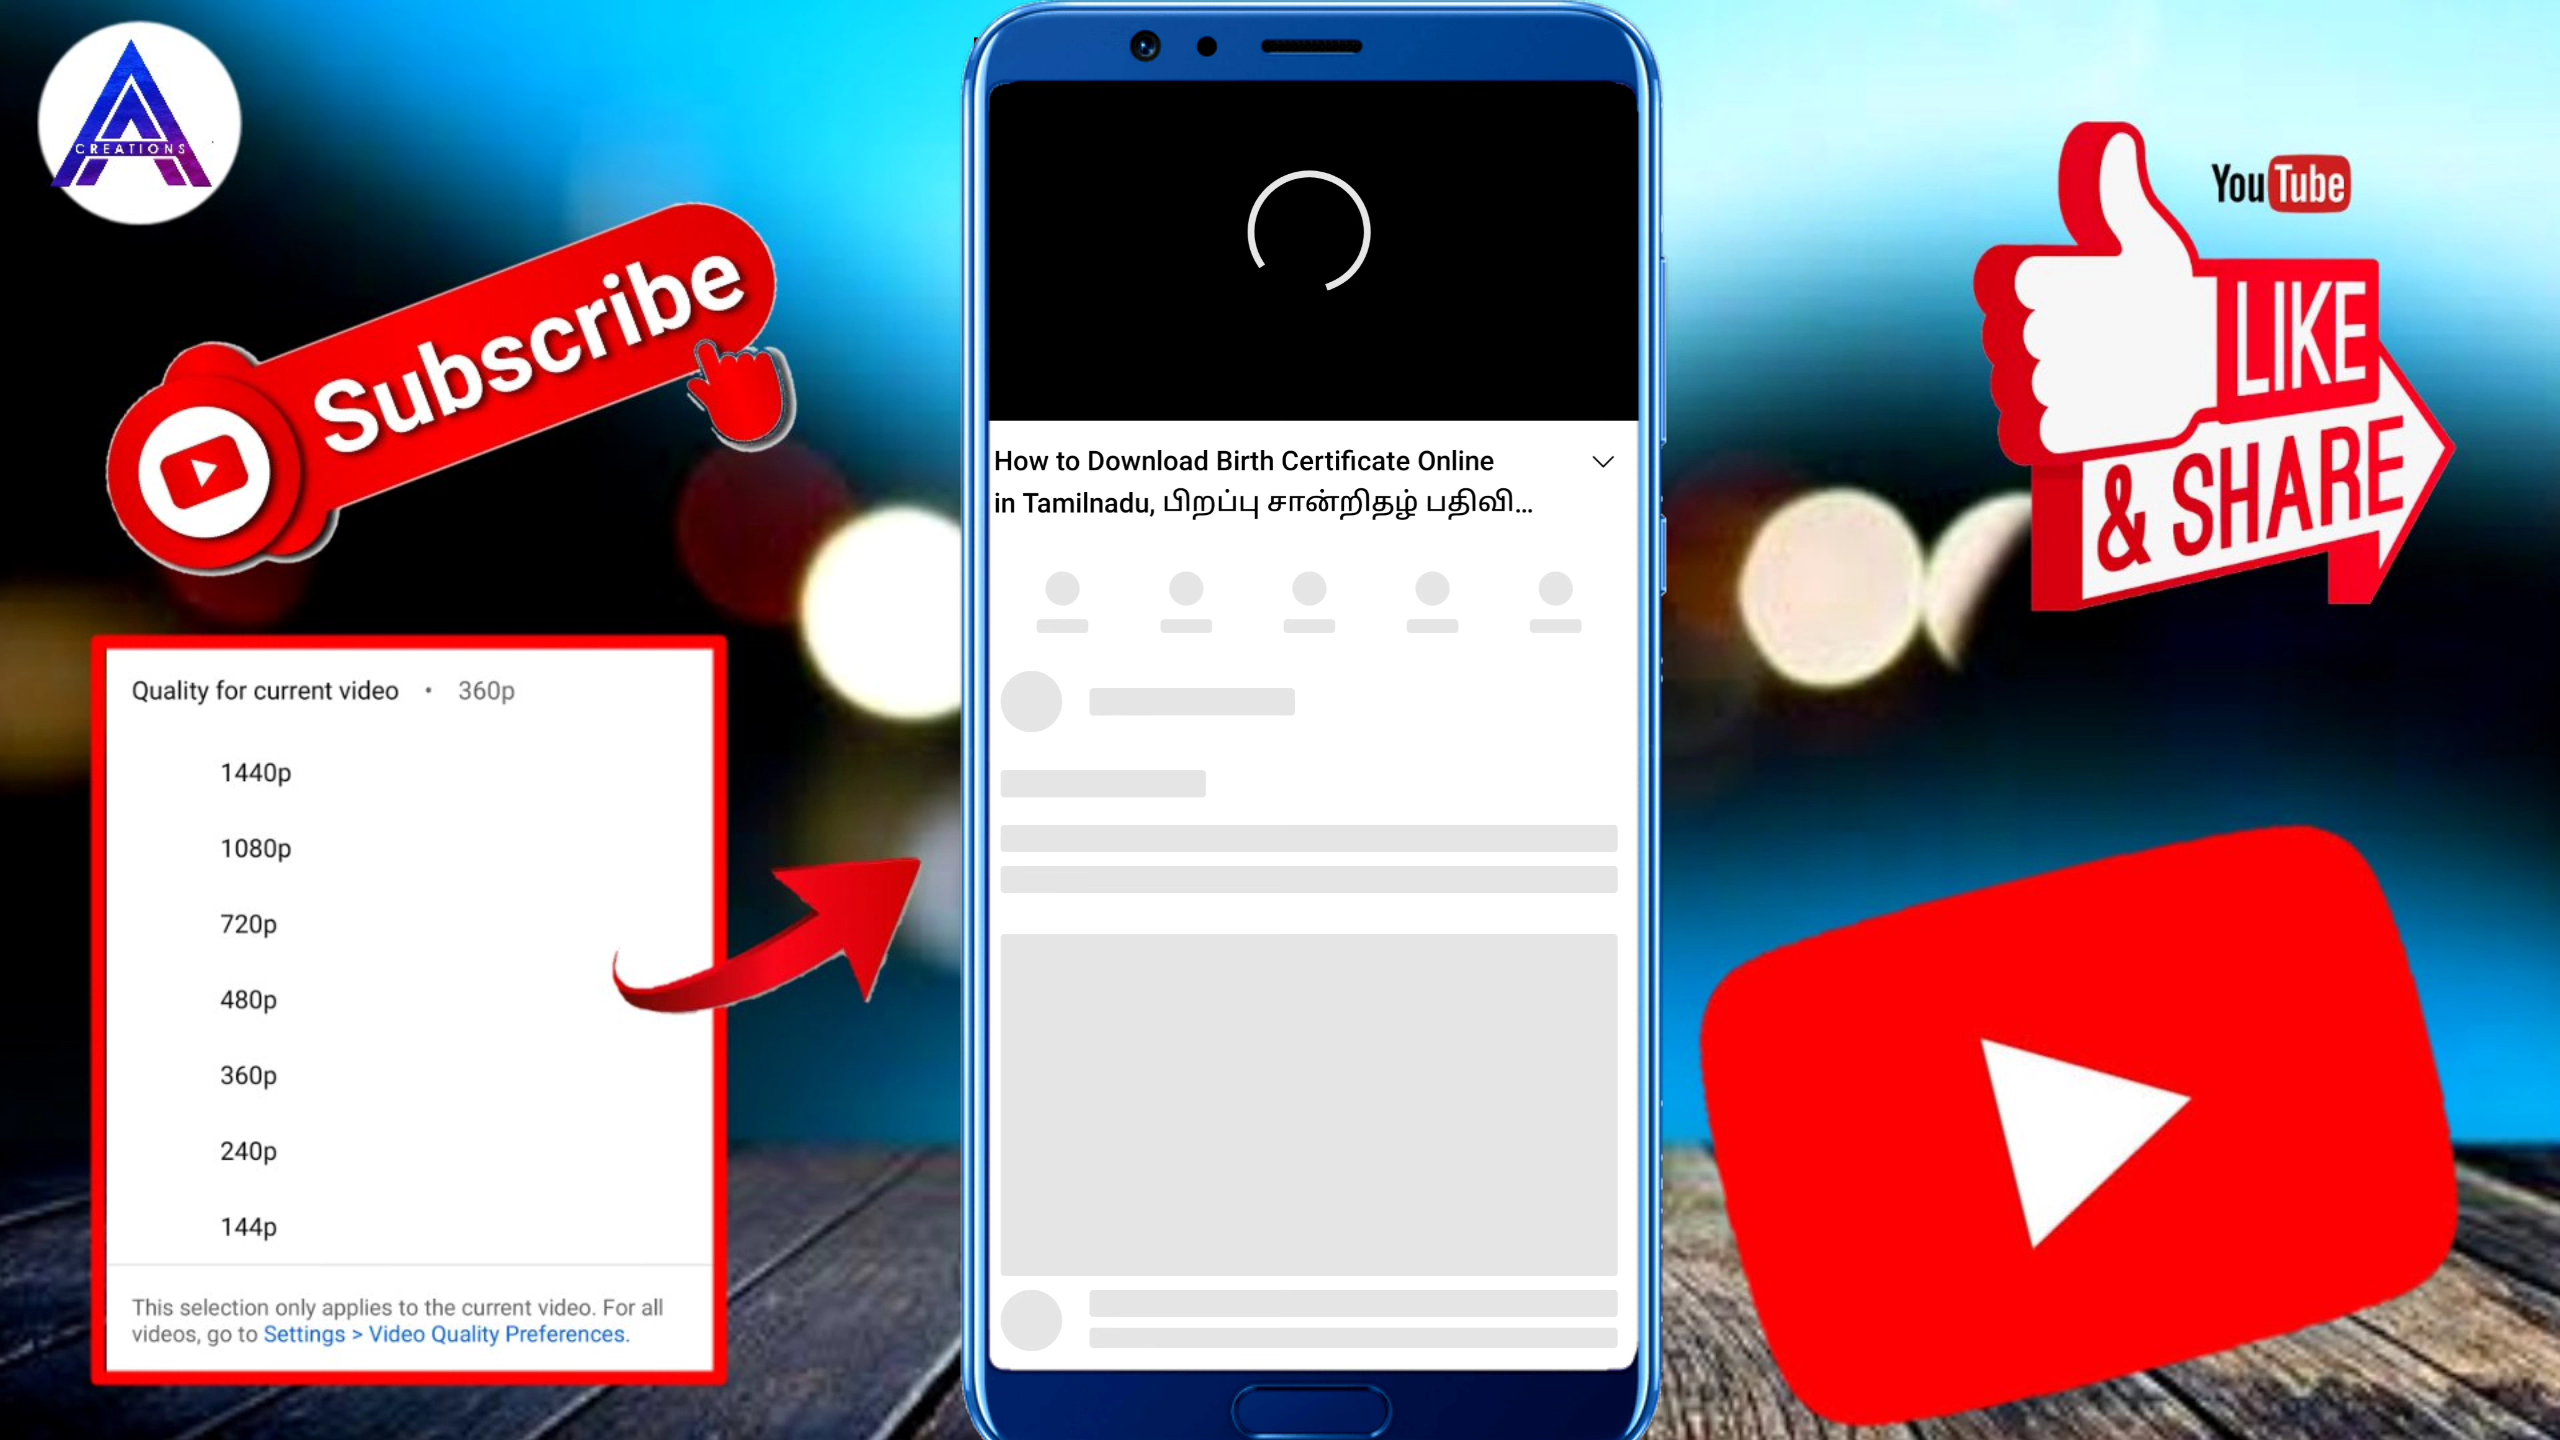 CREATIONS
Subscribe
YouTube
LIKE
& SHARE
How to Download Birth Certificate Online
in Tamilnadu, பிறப்பு சான்றிதழ் பதிவி...
Quality for current video • 360p
1440p
1080p
720p
480p
360p
240p
144p
This selection only applies to the current video. For all
videos, go to Settings > Video Quality Preferences.